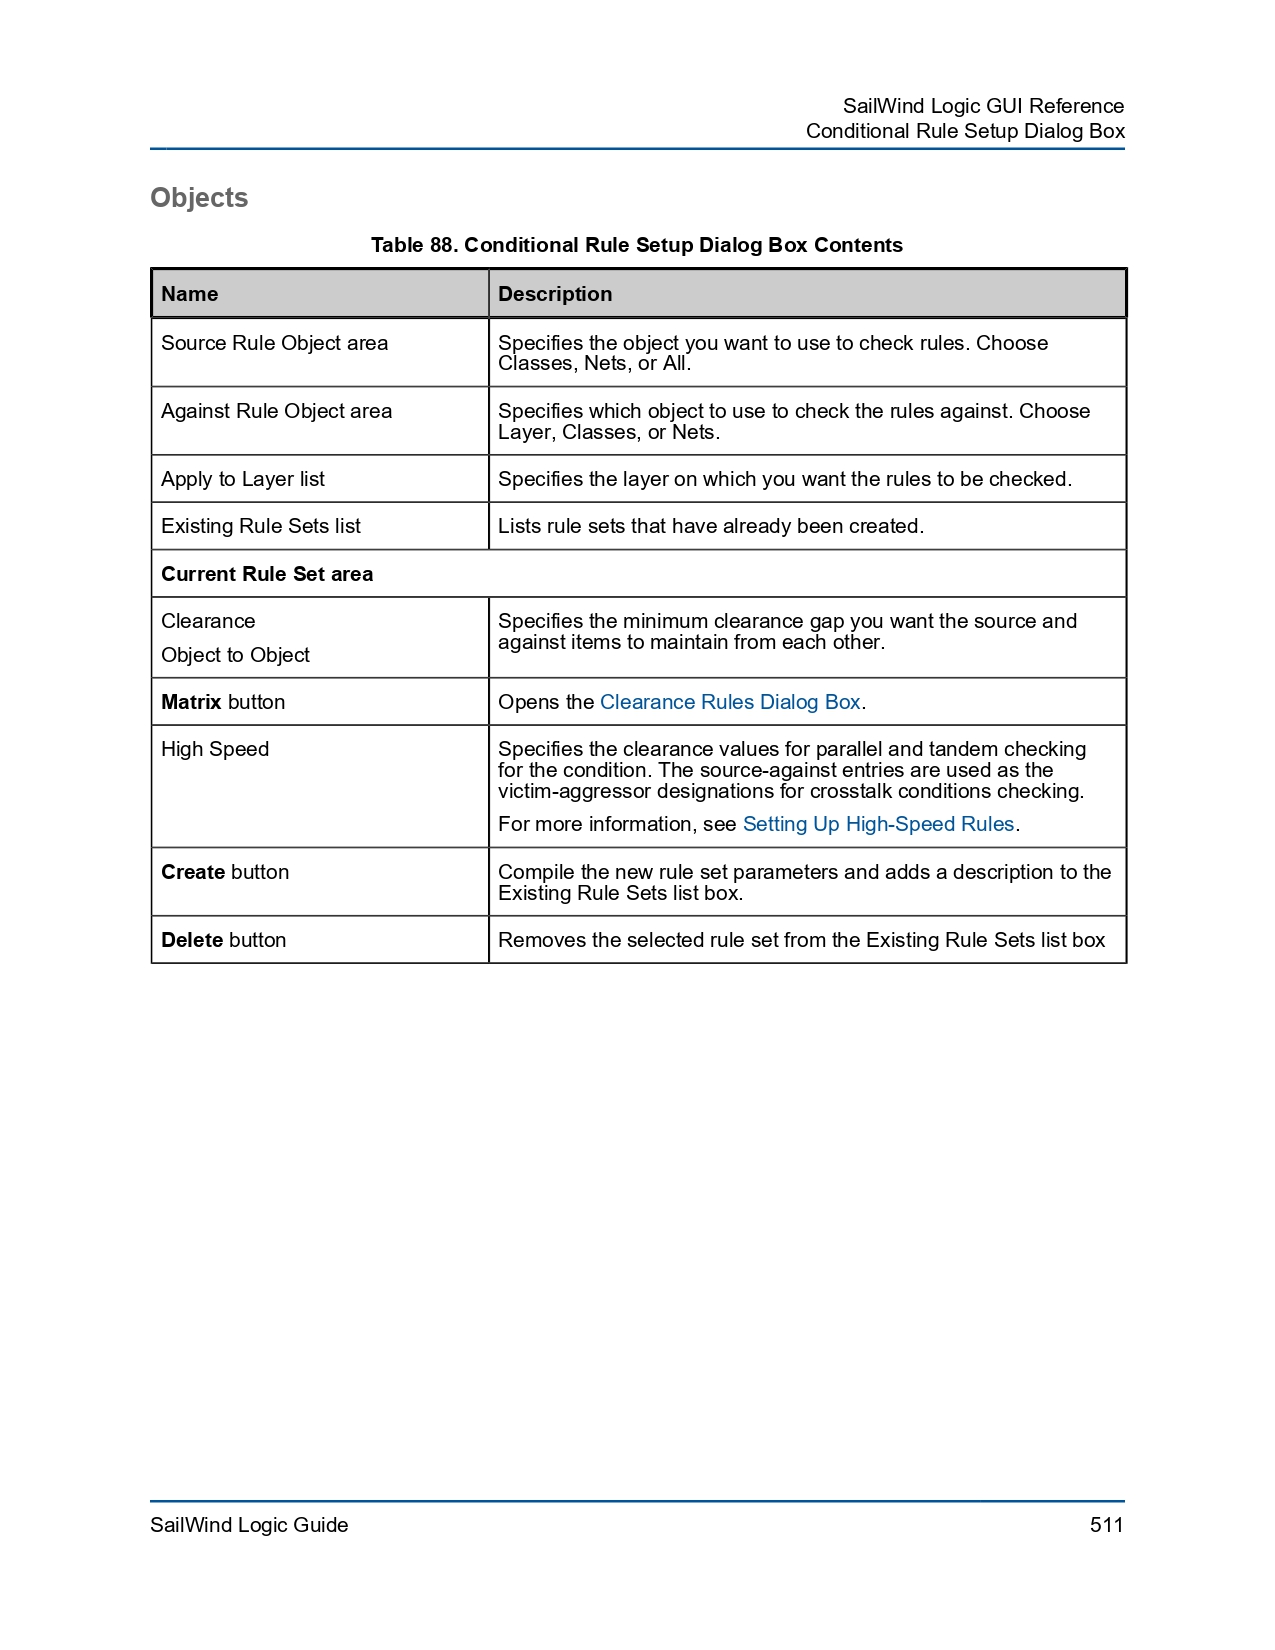 SailWind Logic GUI Reference
Conditional Rule Setup Dialog Box
Objects
Table 88. Conditional Rule Setup Dialog Box Contents
Name
Description
Source Rule Object area
Specifies the object you want to use to check rules. Choose
Classes, Nets, or All.
Against Rule Object area
Specifies which object to use to check the rules against. Choose
Layer, Classes, or Nets.
Apply to Layer list
Specifies the layer on which you want the rules to be checked.
Existing Rule Sets list
Lists rule sets that have already been created.
Current Rule Set area
Clearance
Object to Object
Specifies the minimum clearance gap you want the source and
against items to maintain from each other.
Matrix button
Opens the Clearance Rules Dialog Box.
High Speed
Specifies the clearance values for parallel and tandem checking
for the condition. The source-against entries are used as the
victim-aggressor designations for crosstalk conditions checking.
For more information, see Setting Up High-Speed Rules.
Create button
Compile the new rule set parameters and adds a description to the
Existing Rule Sets list box.
Delete button
Removes the selected rule set from the Existing Rule Sets list box
SailWind Logic Guide
511